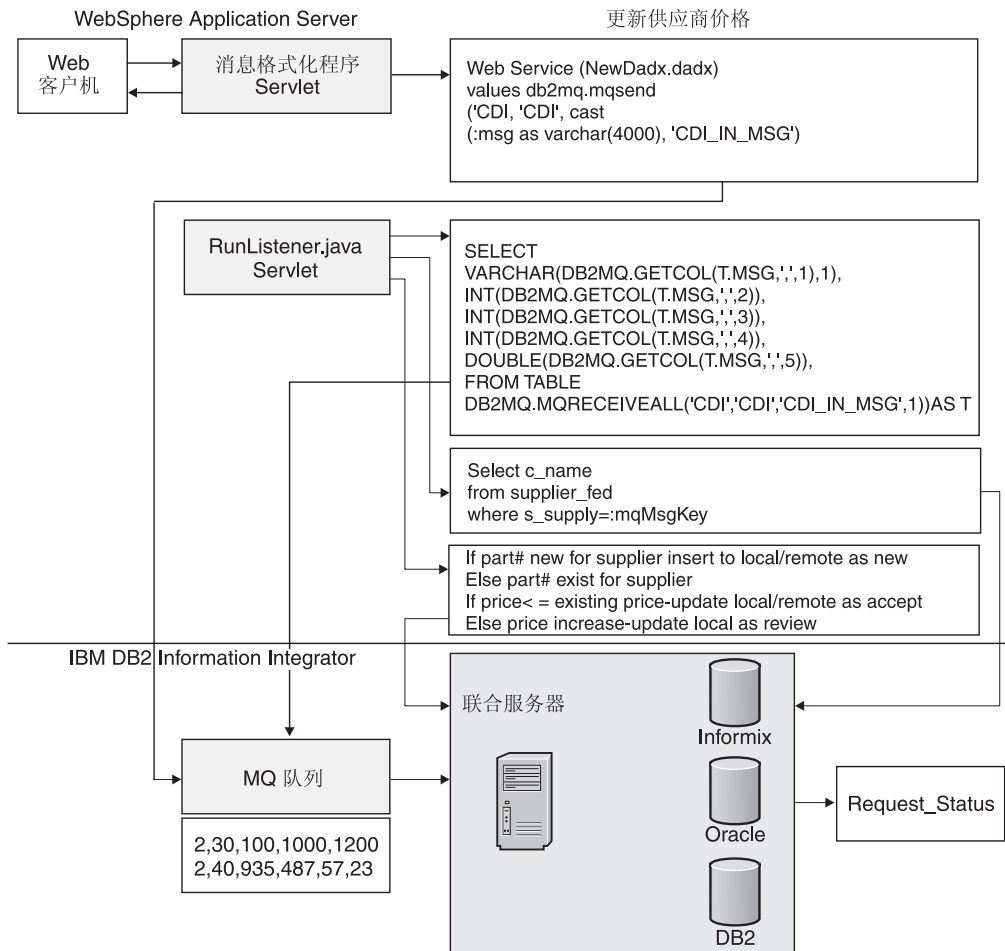 WebSphere Application Server
更新供应商价格
Web
客户机
消息格式化程序
Servlet
Web Service (NewDadx.dadx)
values db2mq.mqsend
('CDI, 'CDI', cast
(:msg as varchar(4000), 'CDI_IN_MSG')
RunListener.java
Servlet
SELECT
VARCHAR(DB2MQ.GETCOL(T.MSG,',',1),1),
INT(DB2MQ.GETCOL(T.MSG,',',2)),
INT(DB2MQ.GETCOL(T.MSG,',',3)),
INT(DB2MQ.GETCOL(T.MSG,',',4)),
DOUBLE(DB2MQ.GETCOL(T.MSG,',',5)),
FROM TABLE
DB2MQ.MQRECEIVEALL('CDI','CDI','CDI_IN_MSG',1))AS T
Select c_name
from supplier_fed
where s_supply=:mqMsgKey
If part# new for supplier insert to local/remote as new
Else part# exist for supplier
If price< = existing price-update local/remote as accept
Else price increase-update local as review
IBM DB2 Information Integrator
联合服务器
Informix
MQ 队列
Oracle
Request_Status
2,30,100,1000,1200
2,40,935,487,57,23
DB2